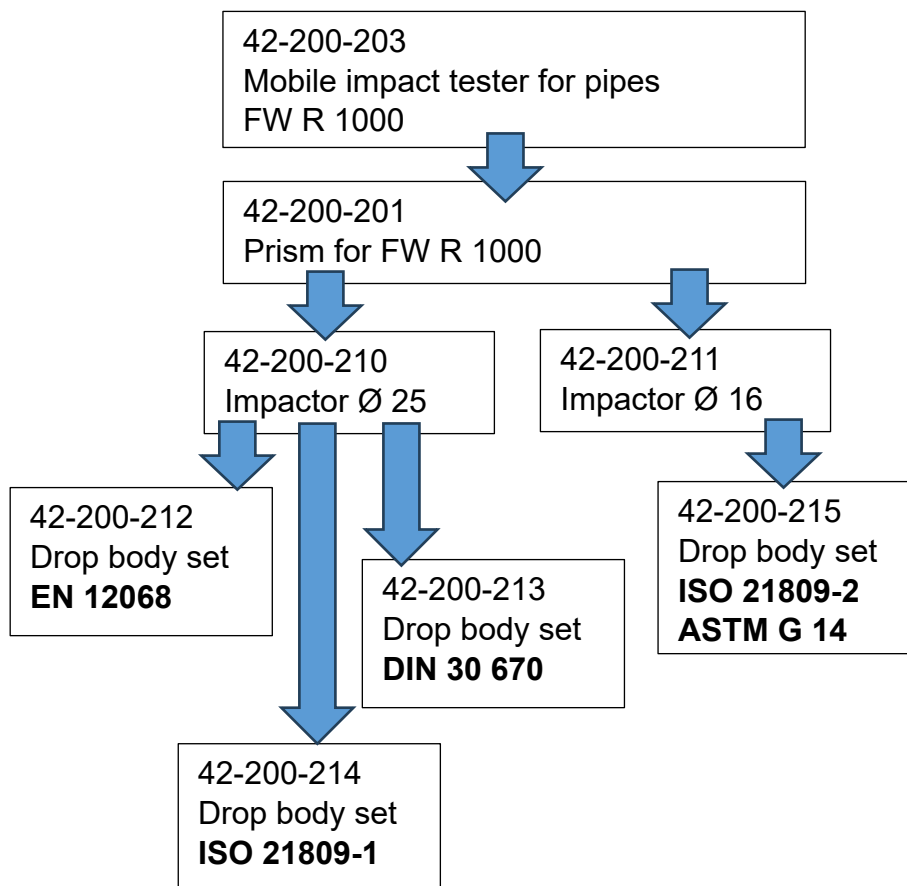 42-200-203
Mobile impact tester for pipes
FW R 1000
42-200-201
Prism for FW R 1000
42-200-210
Impactor Ø 25
42-200-211
Impactor Ø 16
42-200-212
Drop body set
EN 12068
42-200-213
Drop body set
DIN 30 670
42-200-215
Drop body set
ISO 21809-2
ASTM G 14
42-200-214
Drop body set
ISO 21809-1